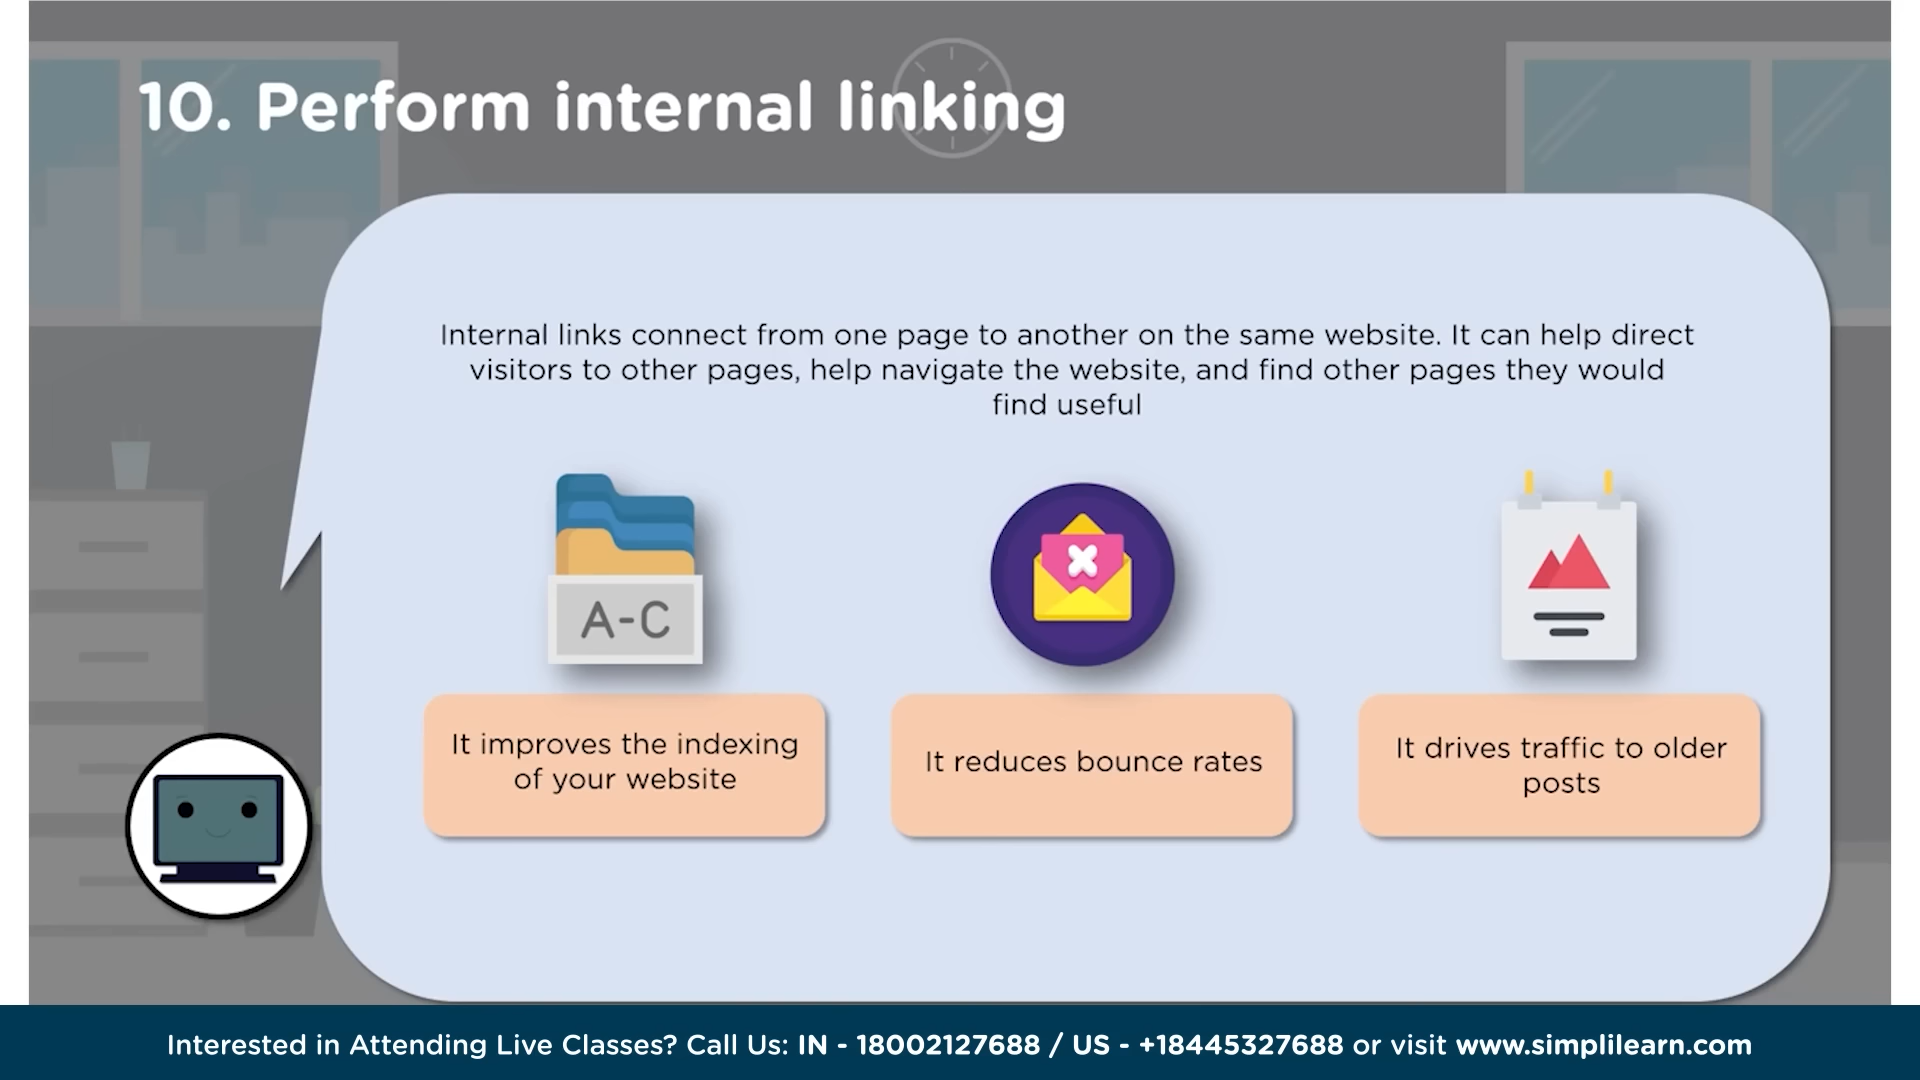 10. Perform internal linking
Internal links connect from one page to another on the same website. It can help direct
visitors to other pages, help navigate the website, and find other pages they would
find useful
A-C
It improves the indexing
of your website
It reduces bounce rates
It drives traffic to older
posts
Interested in Attending Live Classes? Call Us: IN - 18002127688 / US - +18445327688 or visit www.simplilearn.com